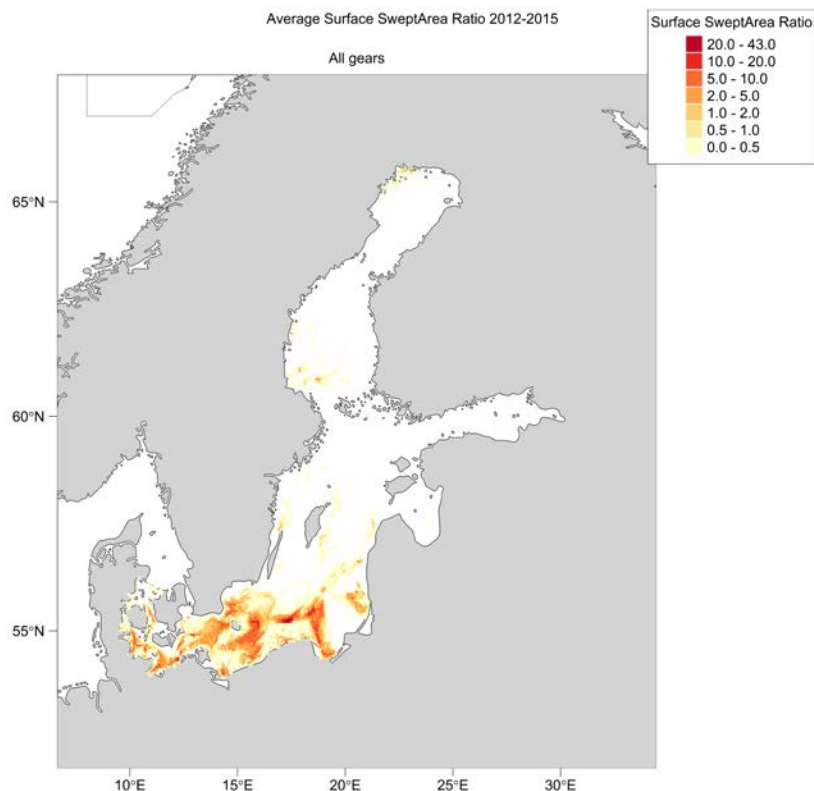 Average Surface SweptArea Ratio 2012-2015
All gears
Surface SweptArea Ratio
20.0 - 43.0
10.0 - 20.0
5.0 - 10.0
2.0 - 5.0
1.0 - 2.0
0.5 - 1.0
0.0 - 0.5
65°N
60°N
55°N
10°E 15°E 20°E 25°E 30°E